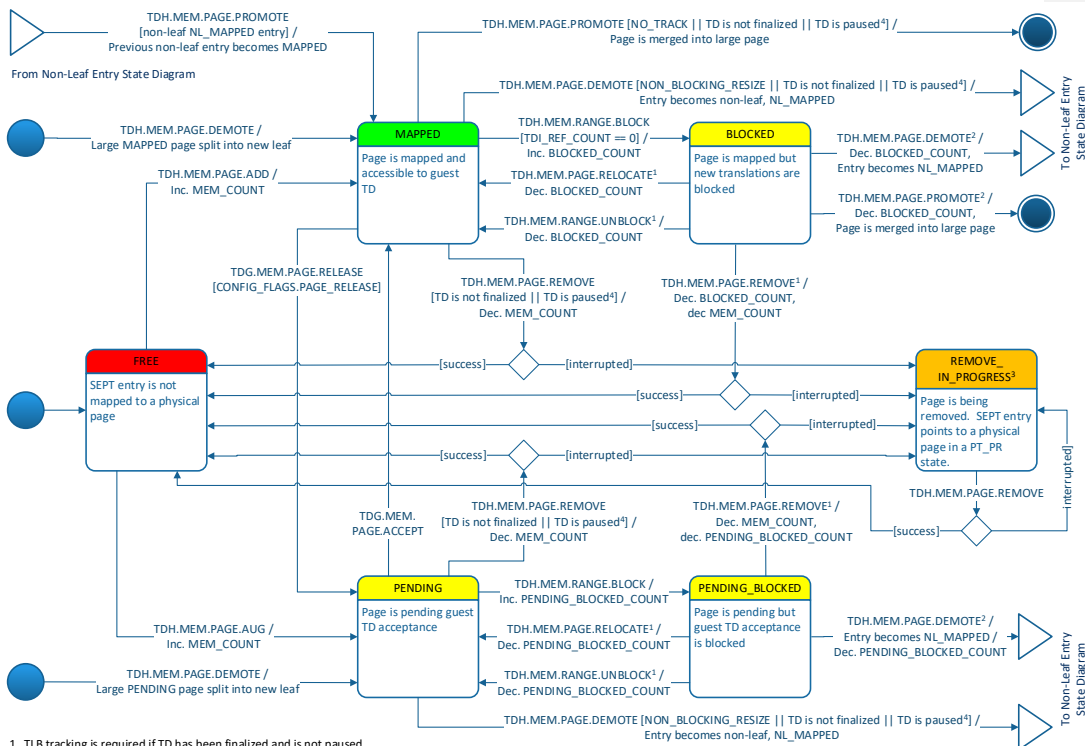 TDH.MEM.PAGE.PROMOTE
[non-leaf NL_MAPPED entry] /
Previous non-leaf entry becomes MAPPED
From Non-Leaf Entry State Diagram
TDH.MEM.PAGE.PROMOTE [NO_TRACK || TD is not finalized || TD is paused⁴] /
Page is merged into large page
TDH.MEM.PAGE.DEMOTE [NON_BLOCKING_RESIZE || TD is not finalized || TD is paused⁴] /
Entry becomes non-leaf, NL_MAPPED
To Non-Leaf Entry
State Diagram
TDH.MEM.PAGE.DEMOTE /
Large MAPPED page split into new leaf
MAPPED
Page is mapped and
accessible to guest
TD
TDH.MEM.RANGE.BLOCK
[TDI_REF_COUNT == 0] /
Inc. BLOCKED_COUNT
TDH.MEM.PAGE.RELOCATE¹
Dec. BLOCKED_COUNT
TDH.MEM.RANGE.UNBLOCK¹ /
Dec. BLOCKED_COUNT
BLOCKED
Page is mapped but
new translations are
blocked
TDH.MEM.PAGE.DEMOTE² /
Dec. BLOCKED_COUNT,
Entry becomes NL_MAPPED
TDH.MEM.PAGE.PROMOTE² /
Dec. BLOCKED_COUNT,
Page is merged into large page
TDH.MEM.PAGE.ADD /
Inc. MEM_COUNT
TDG.MEM.PAGE.RELEASE
[CONFIG_FLAGS.PAGE_RELEASE]
TDH.MEM.PAGE.REMOVE
[TD is not finalized || TD is paused⁴] /
Dec. MEM_COUNT
TDH.MEM.PAGE.REMOVE¹ /
Dec. BLOCKED_COUNT,
dec MEM_COUNT
FREE
SEPT entry is not
mapped to a physical
page
[success]
[interrupted]
[success]
[interrupted]
[success]
[interrupted]
[success]
[interrupted]
REMOVE_
IN_PROGRESS³
Page is being
removed. SEPT entry
points to a physical
page in a PT_PR
state.
[interrupted]
TDH.MEM.PAGE.REMOVE
[success]
TDG.MEM.
PAGE.ACCEPT
TDH.MEM.PAGE.REMOVE
[TD is not finalized || TD is paused⁴] /
Dec. MEM_COUNT
TDH.MEM.PAGE.REMOVE¹ /
Dec. MEM_COUNT,
dec. PENDING_BLOCKED_COUNT
PENDING
Page is pending guest
TD acceptance
TDH.MEM.RANGE.BLOCK /
Inc. PENDING_BLOCKED_COUNT
TDH.MEM.PAGE.RELOCATE¹ /
Dec. PENDING_BLOCKED_COUNT
TDH.MEM.RANGE.UNBLOCK¹ /
Dec. PENDING_BLOCKED_COUNT
PENDING_BLOCKED
Page is pending but
guest TD acceptance
is blocked
TDH.MEM.PAGE.DEMOTE² /
Entry becomes NL_MAPPED /
Dec. PENDING_BLOCKED_COUNT
TDH.MEM.PAGE.AUG /
Inc. MEM_COUNT
TDH.MEM.PAGE.DEMOTE /
Large PENDING page split into new leaf
TDH.MEM.PAGE.DEMOTE [NON_BLOCKING_RESIZE || TD is not finalized || TD is paused⁴] /
Entry becomes non-leaf, NL_MAPPED
To Non-Leaf Entry
State Diagram
1. TLB tracking is required if TD has been finalized and is not paused